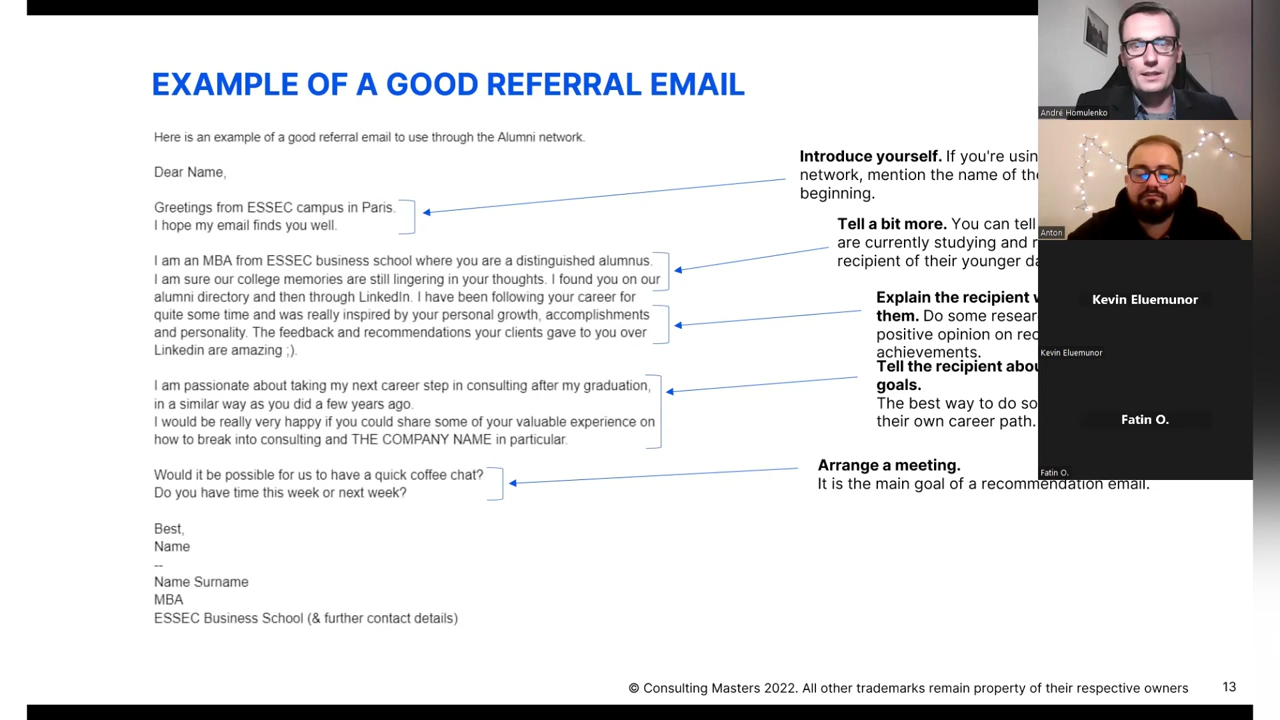 EXAMPLE OF A GOOD REFERRAL EMAIL
Here is an example of a good referral email to use through the Alumni network.
Dear Name,
Greetings from ESSEC campus in Paris.
I hope my email finds you well.
I am an MBA from ESSEC business school where you are a distinguished alumnus.
I am sure our college memories are still lingering in your thoughts. I found you on our
alumni directory and then through LinkedIn. I have been following your career for
quite some time and was really inspired by your personal growth, accomplishments
and personality. The feedback and recommendations your clients gave to you over
Linkedin are amazing ;).
I am passionate about taking my next career step in consulting after my graduation,
in a similar way as you did a few years ago.
I would be really very happy if you could share some of your valuable experience on
how to break into consulting and THE COMPANY NAME in particular.
Would it be possible for us to have a quick coffee chat?
Do you have time this week or next week?
Best,
Name
--
Name Surname
MBA
ESSEC Business School (& further contact details)
Introduce yourself. If you're usin
network, mention the name of the
beginning.
Tell a bit more. You can tell
are currently studying and
recipient of their younger da
Explain the recipient
them. Do some resear
positive opinion on rec
achievements.
Tell the recipient abou
goals.
The best way to do so
their own career path.
Arrange a meeting.
It is the main goal of a recommendation email.
André Homulenko
Anton
Kevin Eluemunor
Kevin Eluemunor
Fatin O.
Fatin O.
© Consulting Masters 2022. All other trademarks remain property of their respective owners
13